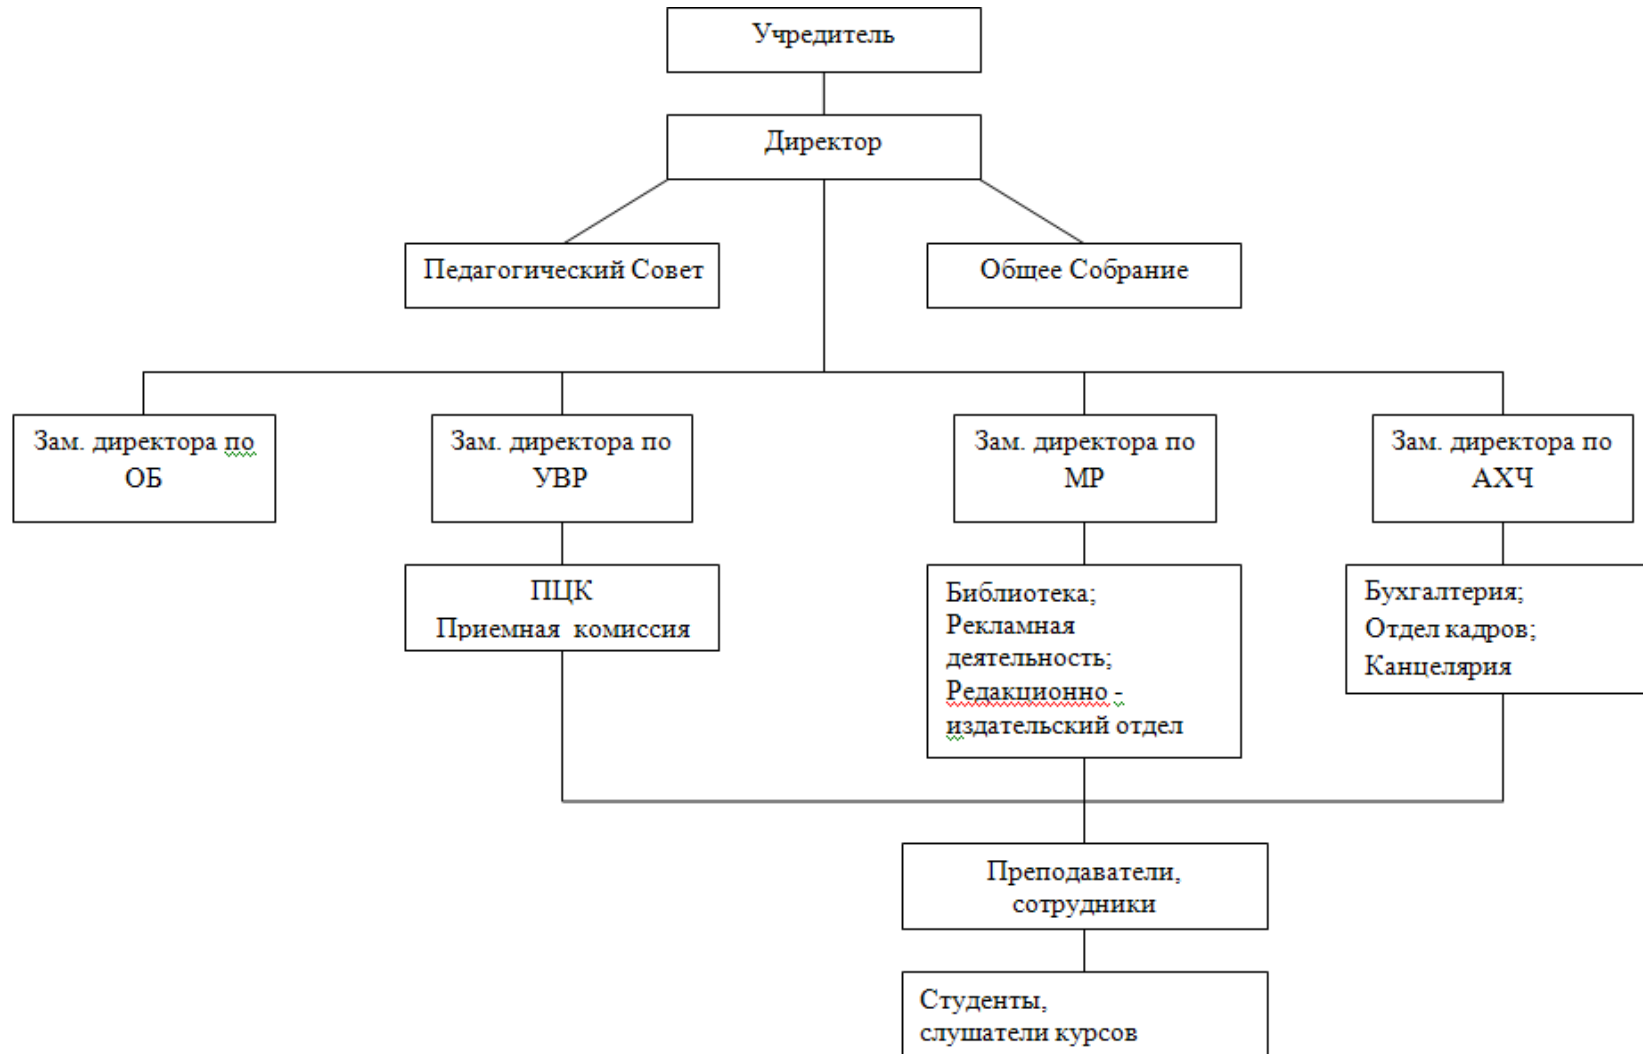 Учредитель
Директор
Педагогический Совет
Общее Собрание
Зам. директора по
ОБ
Зам. директора по
УВР
Зам. директора по
МР
Зам. директора по
АХЧ
ПЦК
Приемная комиссия
Библиотека;
Рекламная
деятельность;
Редакционно -
издательский отдел
Бухгалтерия;
Отдел кадров;
Канцелярия
Преподаватели,
сотрудники
Студенты,
слушатели курсов